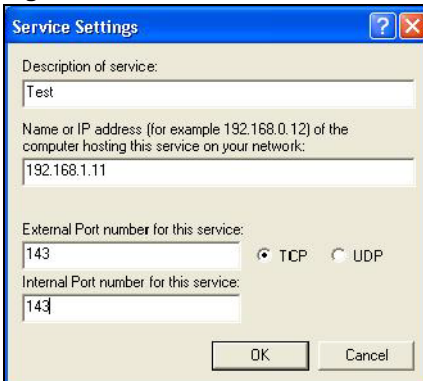 Service Settings
Description of service:
Test
Name or IP address (for example 192.168.0.12) of the
computer hosting this service on your network:
192.168.1.11
External Port number for this service:
143
TCP
UDP
Internal Port number for this service:
143
OK
Cancel